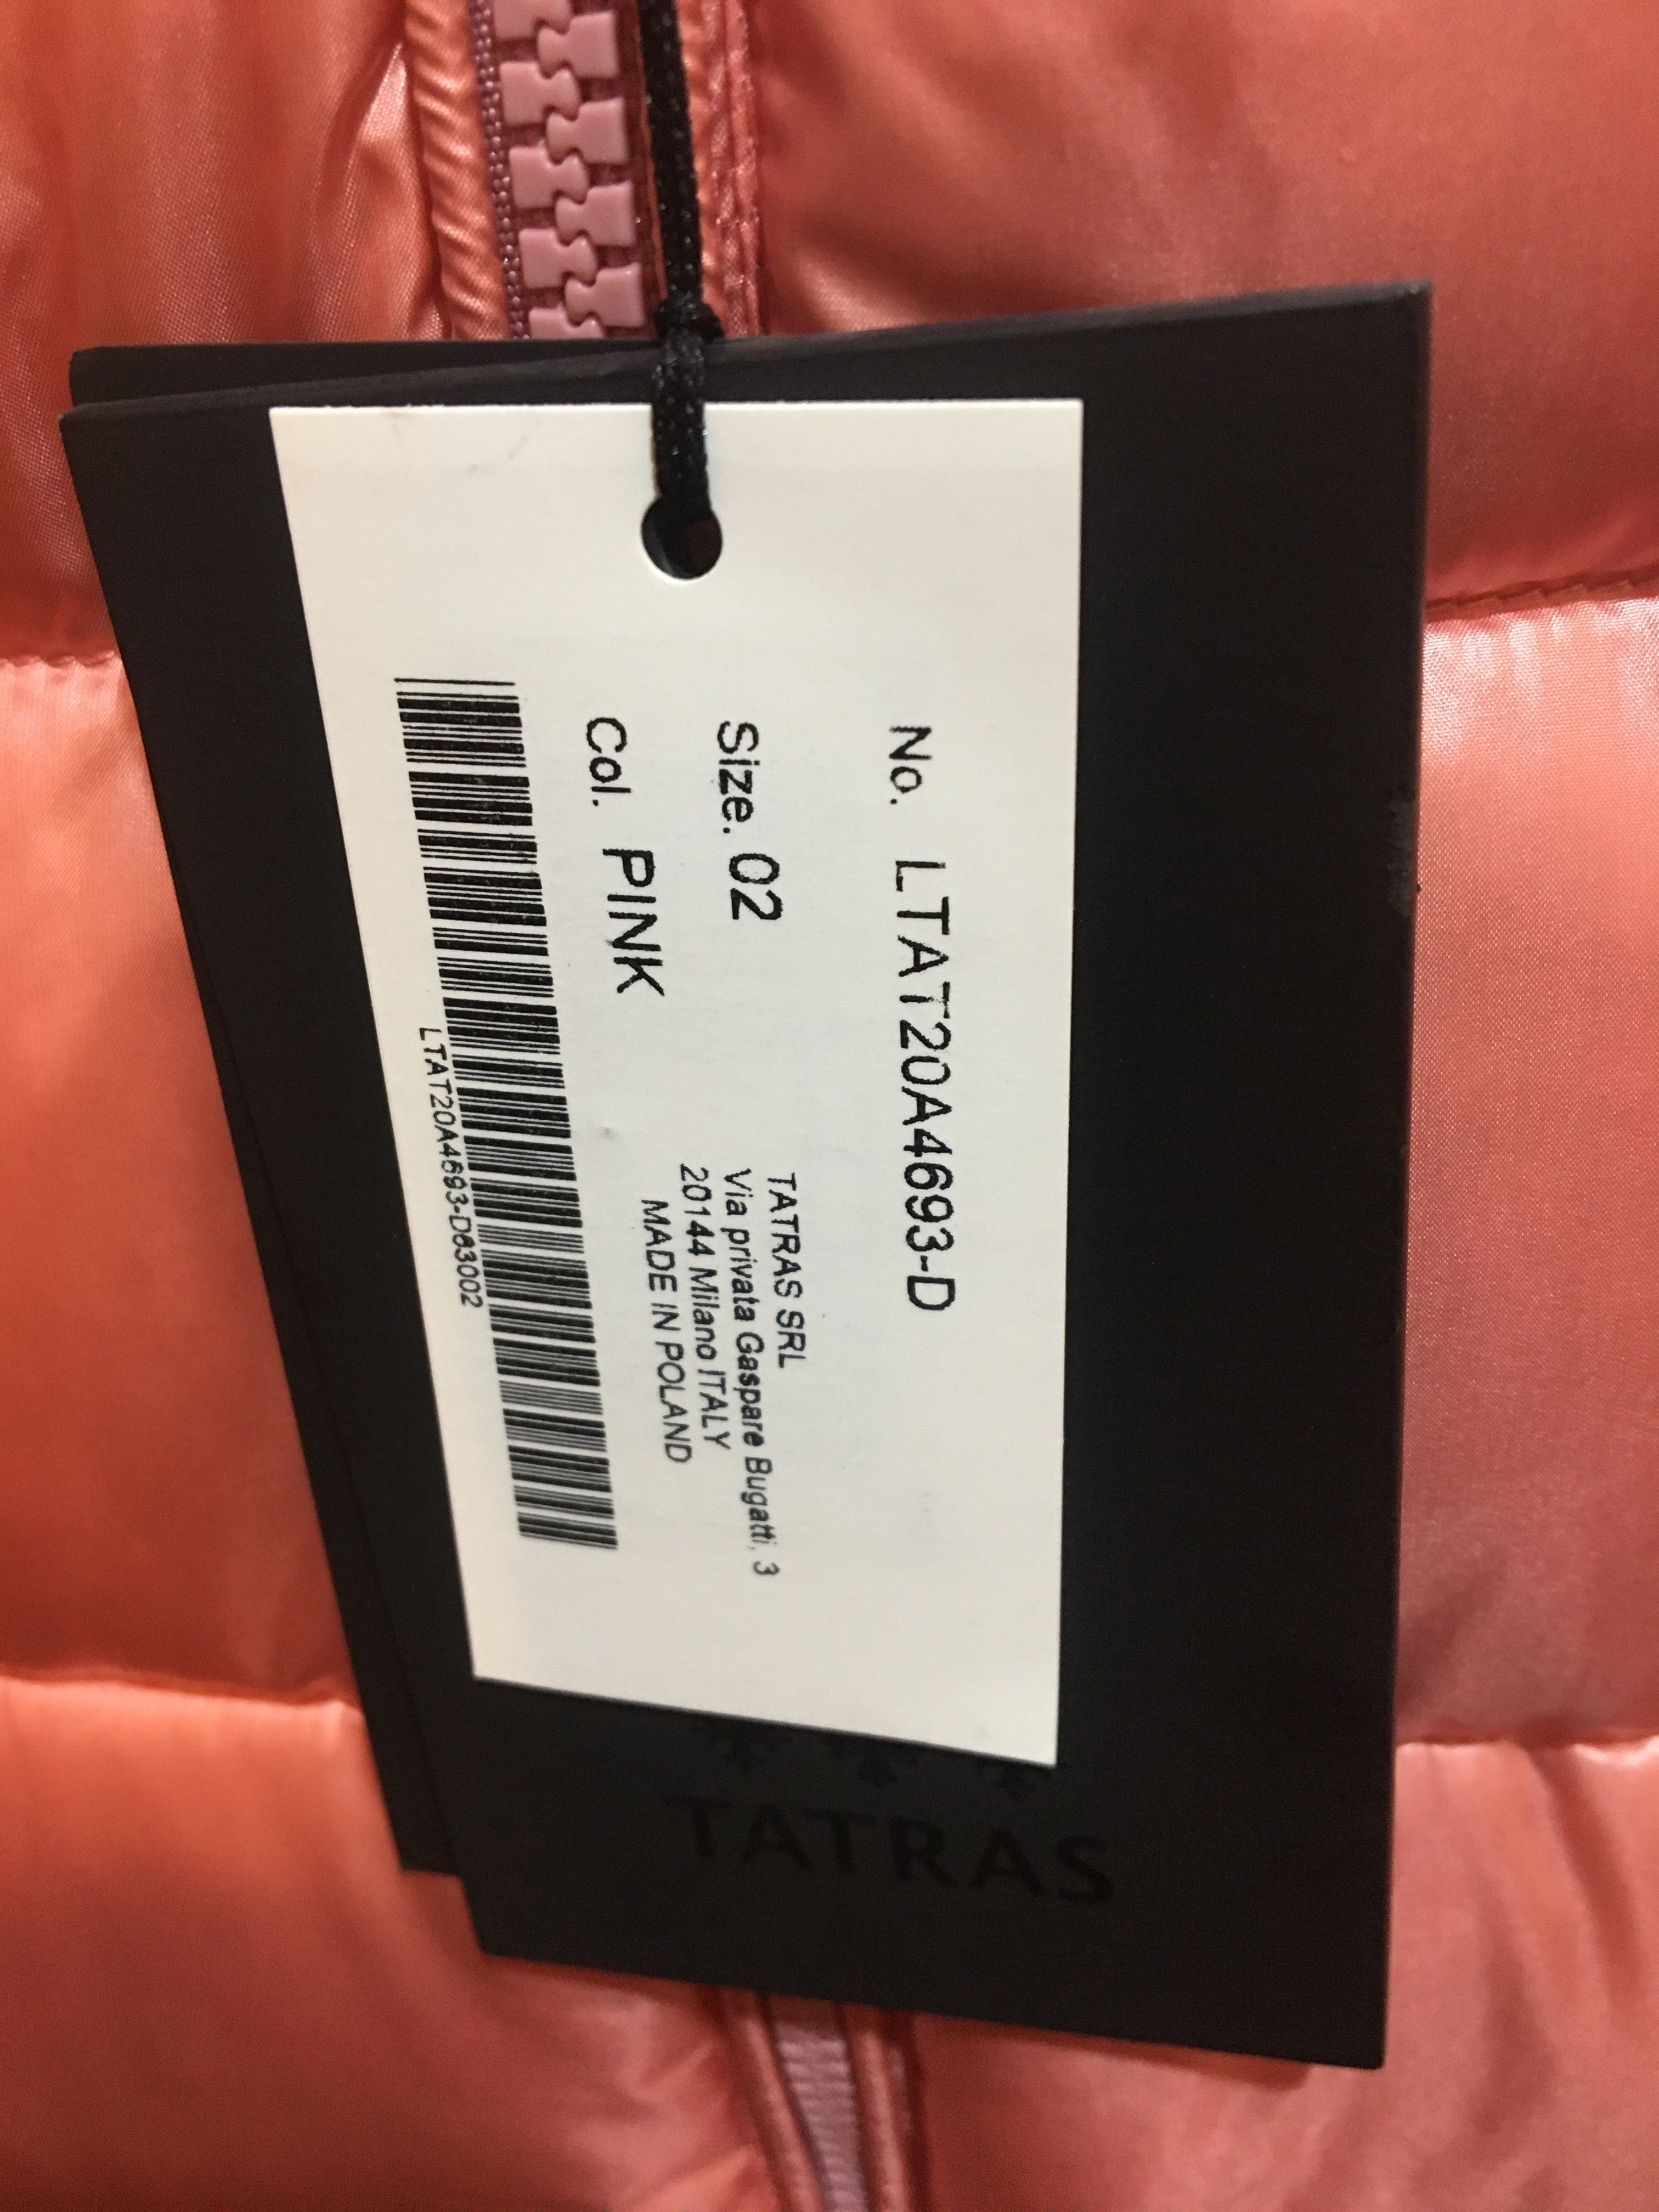 No. LTAT20A4693-D
Size. 02
Col. PINK
TATRAS SRL
Via privata Gaspare Bugatti, 3
20144 Milano ITALY
MADE IN POLAND
LTAT20A4693-D83002
TATRAS